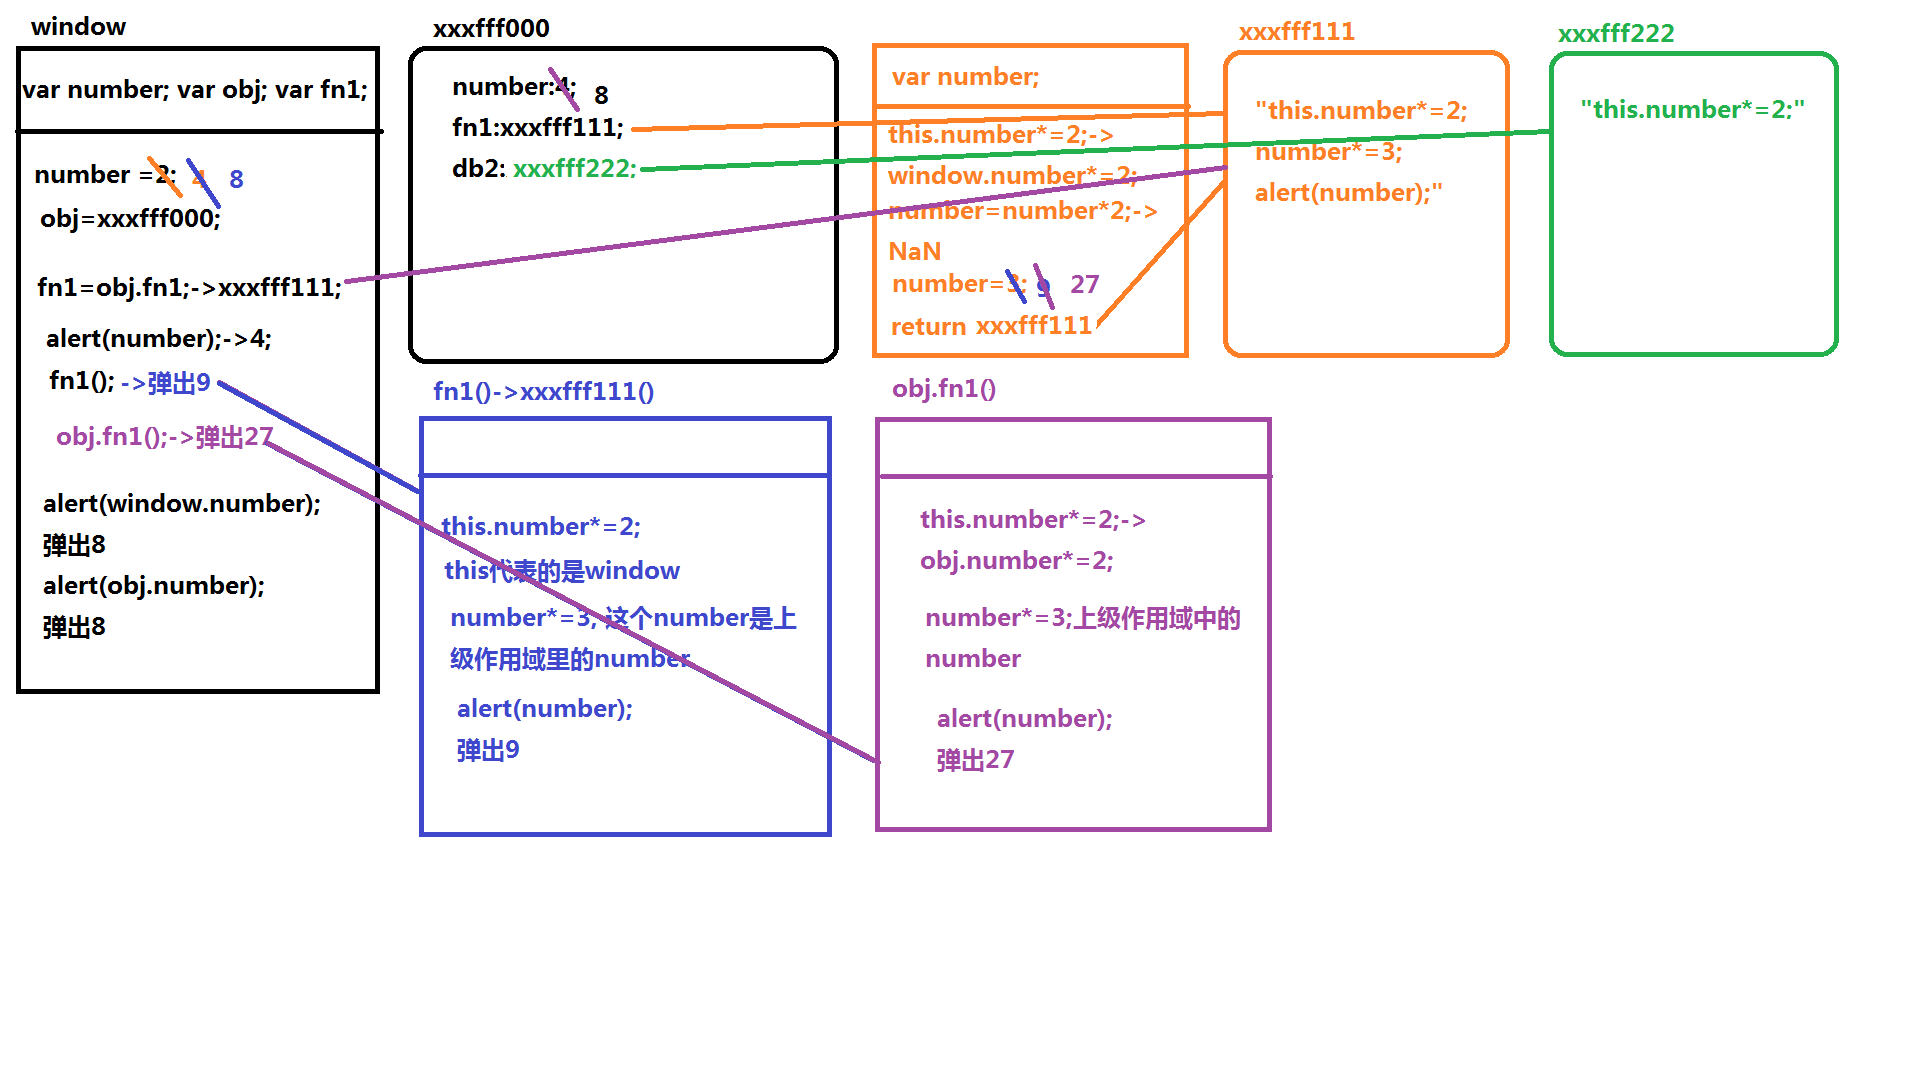 window
var number; var obj; var fn1;
number =2; 4 8
obj=xxxfff000;
fn1=obj.fn1;->xxxfff111;
alert(number);->4;
fn1(); ->弹出9
obj.fn1();->弹出27
alert(window.number);
弹出8
alert(obj.number);
弹出8
xxxfff000
number:4; 8
fn1:xxxfff111;
db2: xxxfff222;
var number;
this.number*=2;->
window.number*=2;
number=number*2;->
NaN
number=3; 9 27
return xxxfff111
xxxfff111
"this.number*=2;
number*=3;
alert(number);"
xxxfff222
"this.number*=2;"
fn1()->xxxfff111()
this.number*=2;
this代表的是window
number*=3; 这个number是上
级作用域里的number
alert(number);
弹出9
obj.fn1()
this.number*=2;->
obj.number*=2;
number*=3;上级作用域中的
number
alert(number);
弹出27